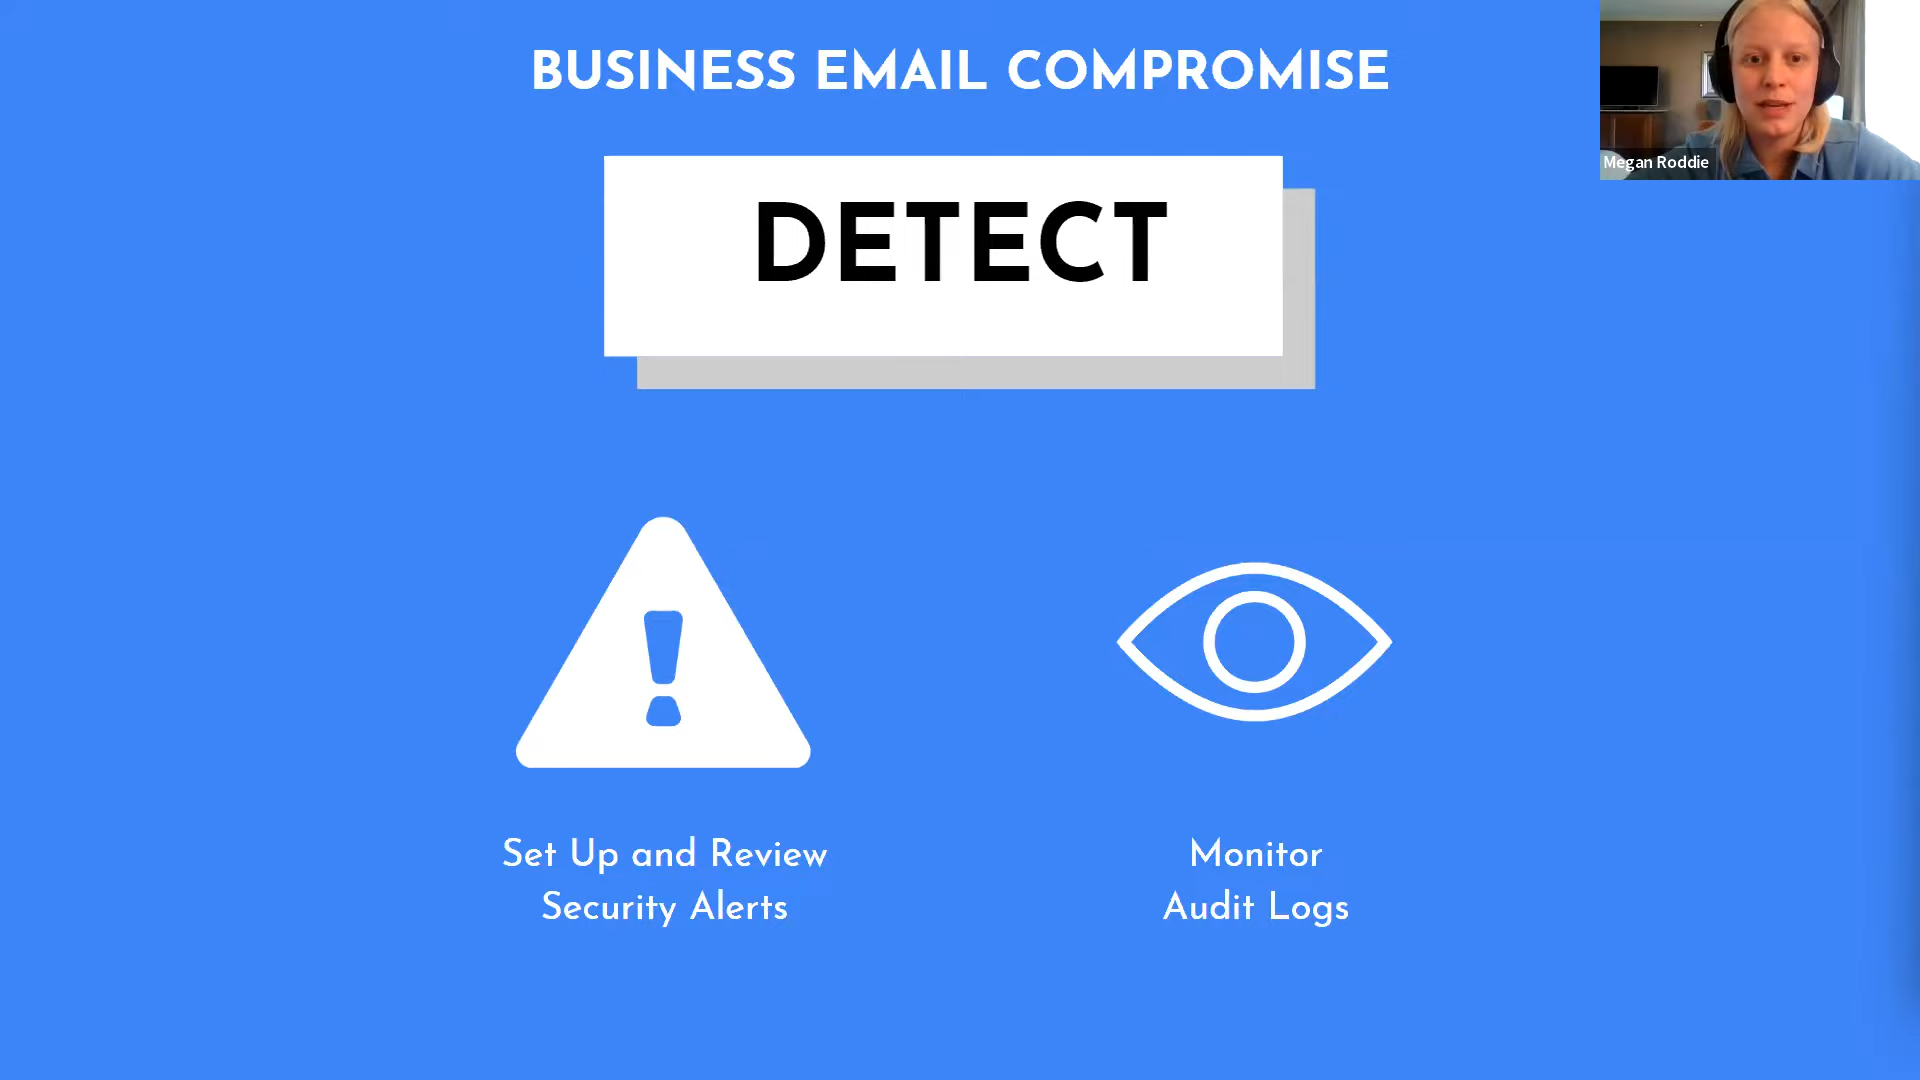 BUSINESS EMAIL COMPROMISE
Megan Roddie
DETECT
Set Up and Review
Security Alerts
Monitor
Audit Logs